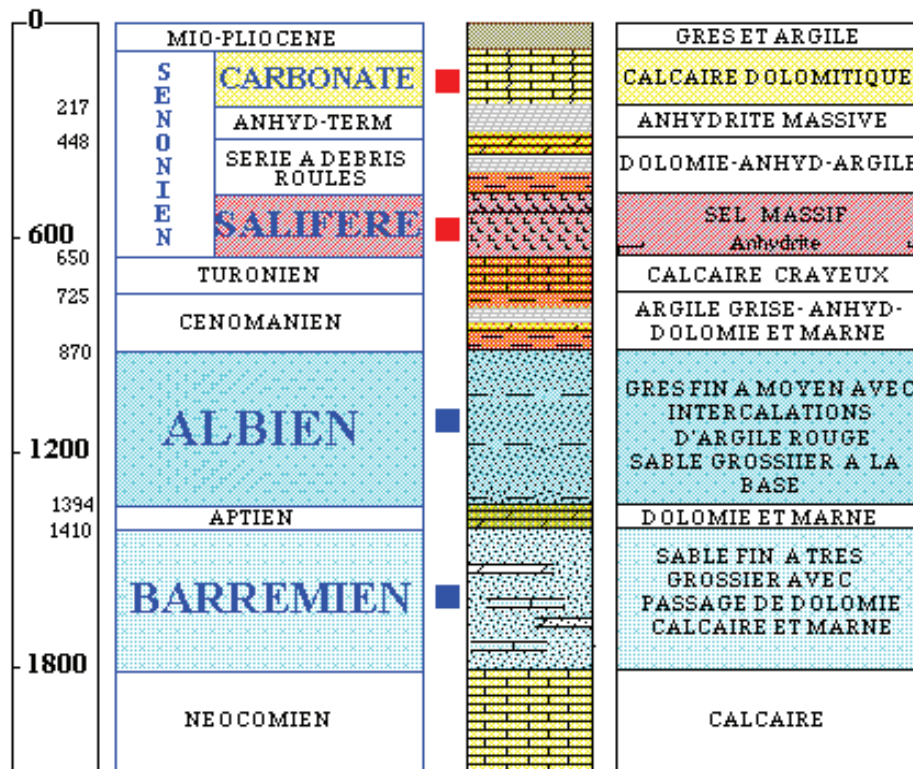 0
217
448
600
650
725
870
1200
1394
1410
1800
MIO-PLIOCENE
SENONIEN
CARBONATE
ANHYD-TERM
SERIE A DEBRIS
ROULES
SALIFERE
TURONIEN
CENOMANIEN
ALBIEN
APTIEN
BARREMIEN
NEOCOMIEN
GRES ET ARGILE
CALCAIRE DOLOMITIQUE
ANHYDRITE MASSIVE
DOLOMIE-ANHYD-ARGILE
SEL MASSIF
Anhydrite
CALCAIRE CRAYEUX
ARGILE GRISE-ANHYD-
DOLOMIE ET MARNE
GRES FIN A MOYEN AVEC
INTERCALATIONS
D'ARGILE ROUGE
SABLE GROSSIIER A LA
BASE
DOLOMIE ET MARNE
SABLE FIN A TRES
GROSSIER AVEC
PASSAGE DE DOLOMIE
CALCAIRE ET MARNE
CALCAIRE